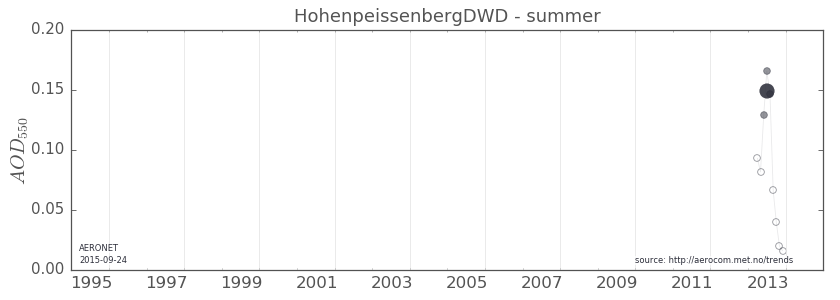 HohenpeissenbergDWD - summer
0.20
0.15
0.10
0.05
0.00
AOD550
AERONET
2015-09-24
source: http://aerocom.met.no/trends
1995 1997 1999 2001 2003 2005 2007 2009 2011 2013